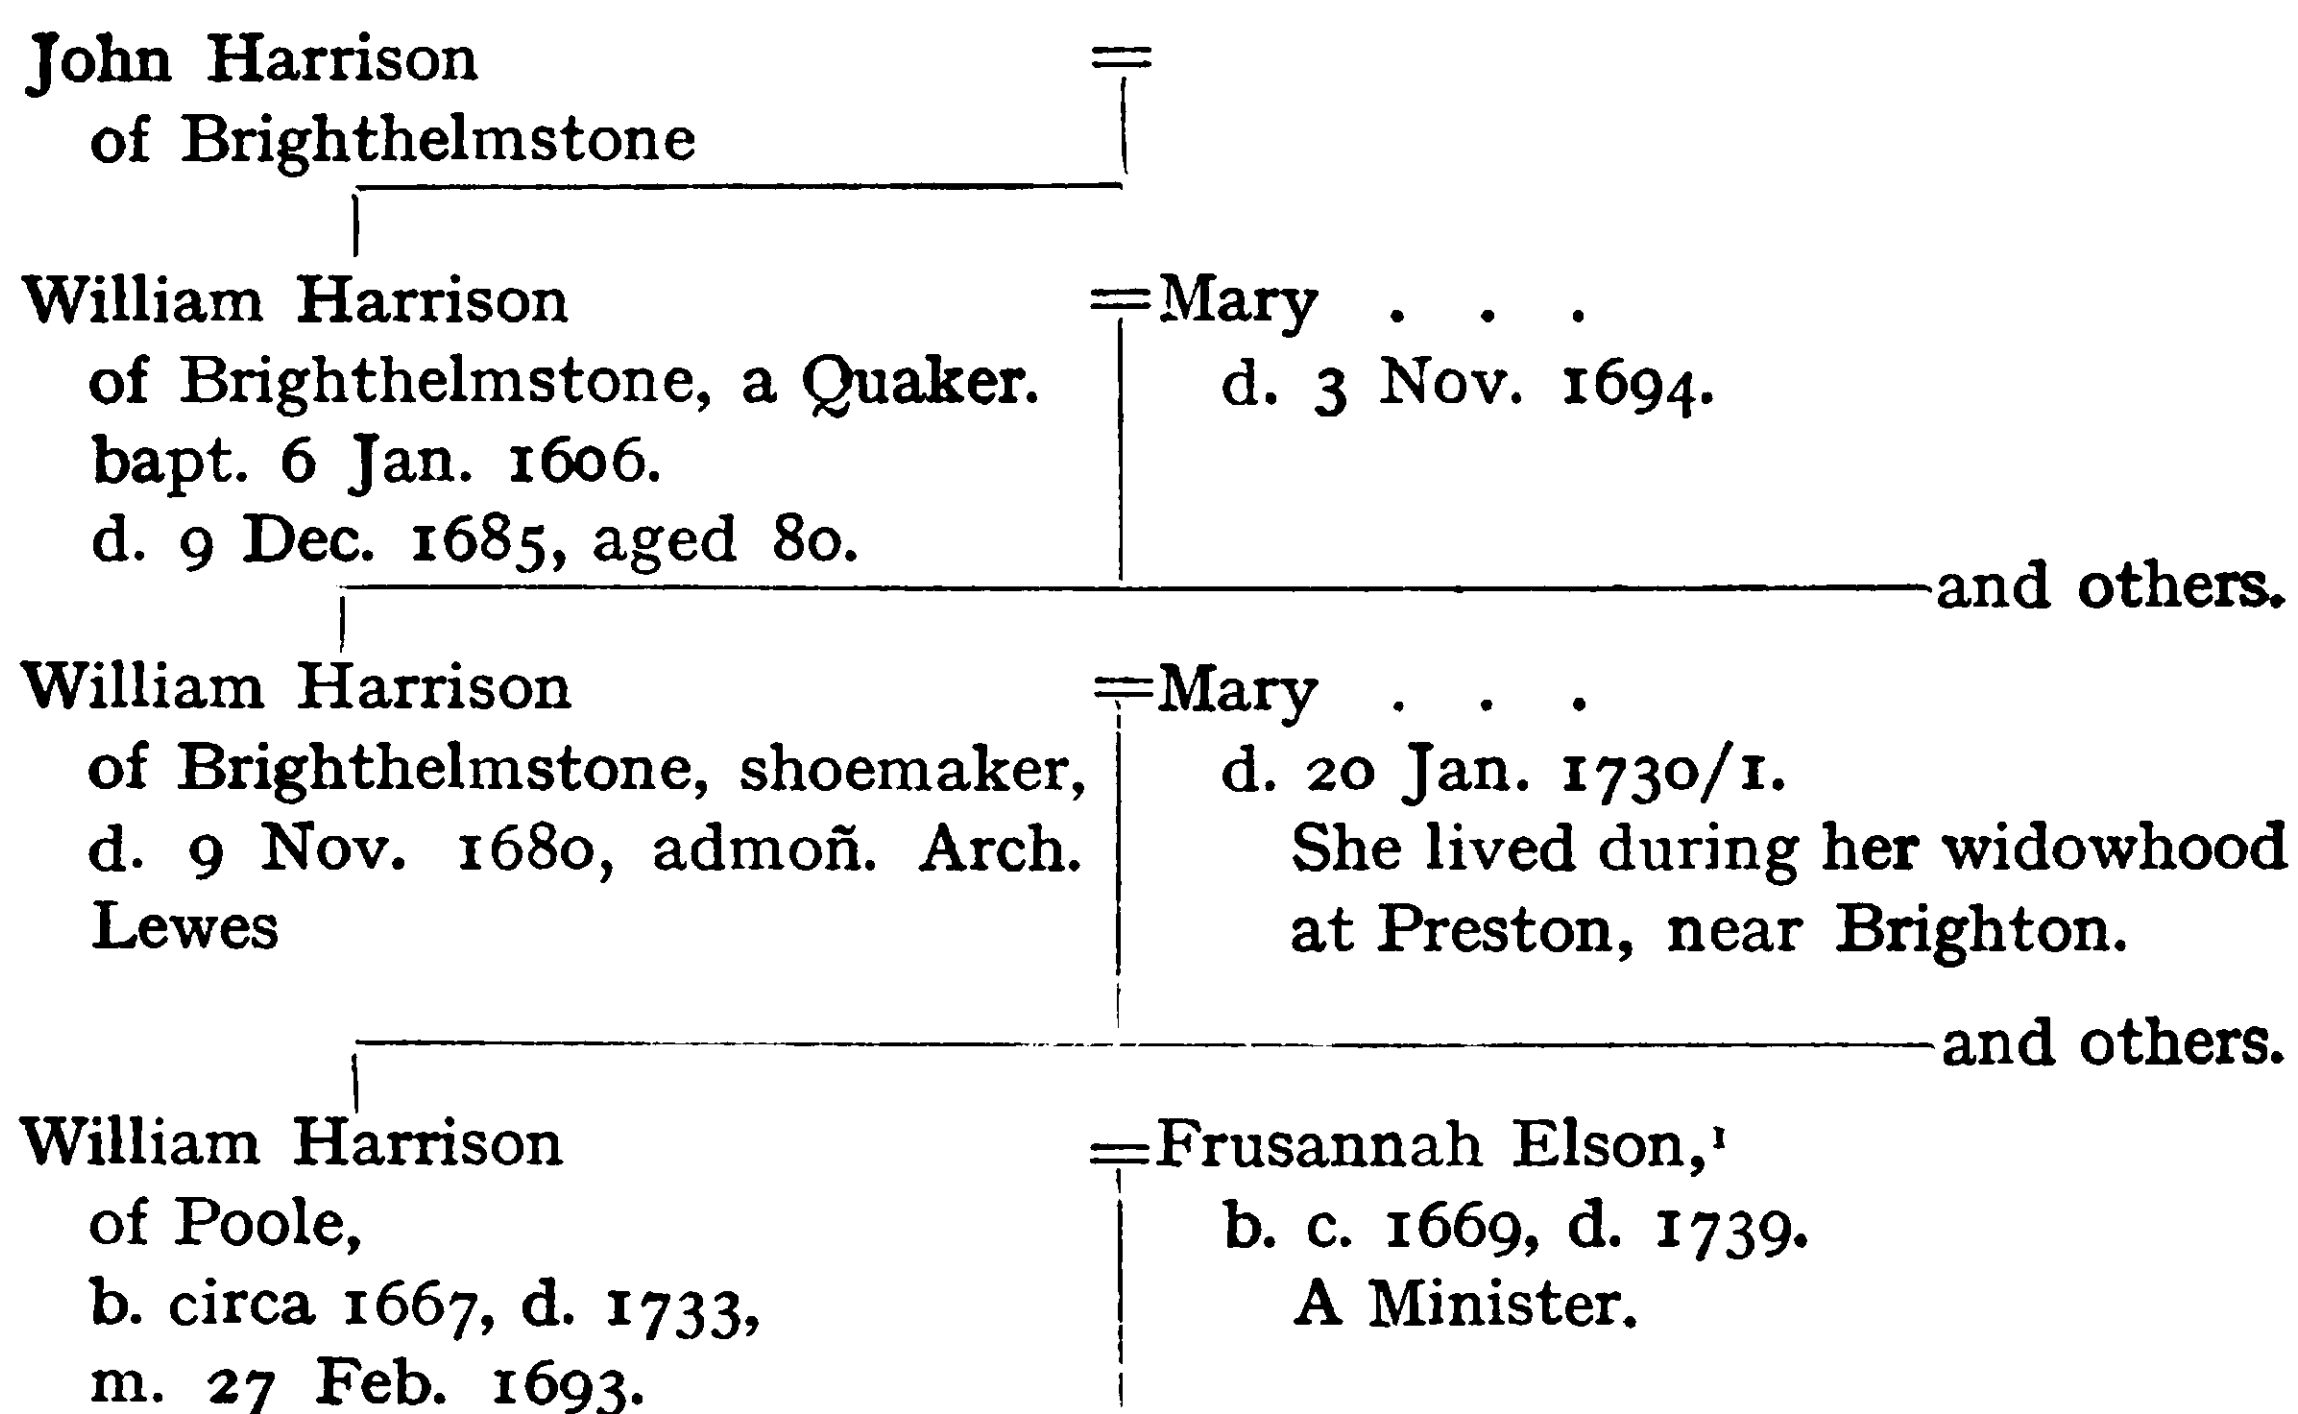 John Harrison =
of Brighthelmstone
William Harrison =Mary . . .
of Brighthelmstone, a Quaker. d. 3 Nov. 1694.
bapt. 6 Jan. 1606.
d. 9 Dec. 1685, aged 80.
and others.
William Harrison =Mary . . .
of Brighthelmstone, shoemaker, d. 20 Jan. 1730/1.
d. 9 Nov. 1680, admoñ. Arch. She lived during her widowhood
Lewes at Preston, near Brighton.
and others.
William Harrison =Frusannah Elson,¹
of Poole, b. c. 1669, d. 1739.
b. circa 1667, d. 1733, A Minister.
m. 27 Feb. 1693.